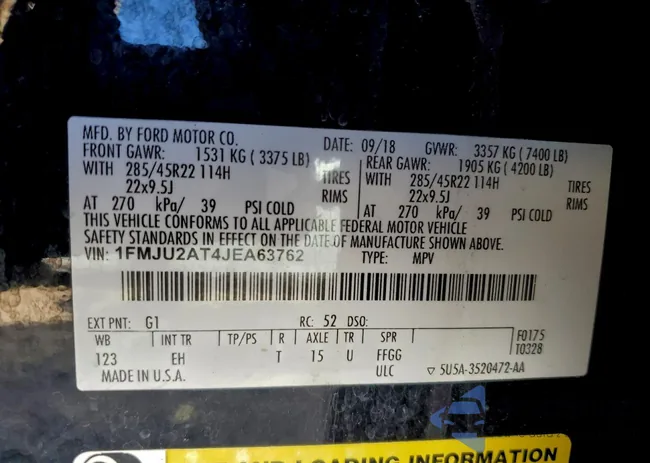 MFD. BY FORD MOTOR CO.
DATE: 09/18 GVWR: 3357 KG ( 7400 LB)
FRONT GAWR: 1531 KG ( 3375 LB) REAR GAWR: 1905 KG ( 4200 LB)
WITH 285/45R22 114H TIRES WITH 285/45R22 114H TIRES
22x9.5J RIMS 22x9.5J RIMS
AT 270 kPa/ 39 PSI COLD AT 270 kPa/ 39 PSI COLD
THIS VEHICLE CONFORMS TO ALL APPLICABLE FEDERAL MOTOR VEHICLE
SAFETY STANDARDS IN EFFECT ON THE DATE OF MANUFACTURE SHOWN ABOVE.
VIN: 1FMJU2AT4JEA63762 TYPE: MPV
EXT PNT: G1 RC: 52 DSO:
WB INT TR TP/PS R AXLE TR SPR F0175
123 EH T 15 U FFGG T0328
MADE IN U.S.A. ULC ▽ 5U5A-3520472-AA
AND LOADING INFORMATION